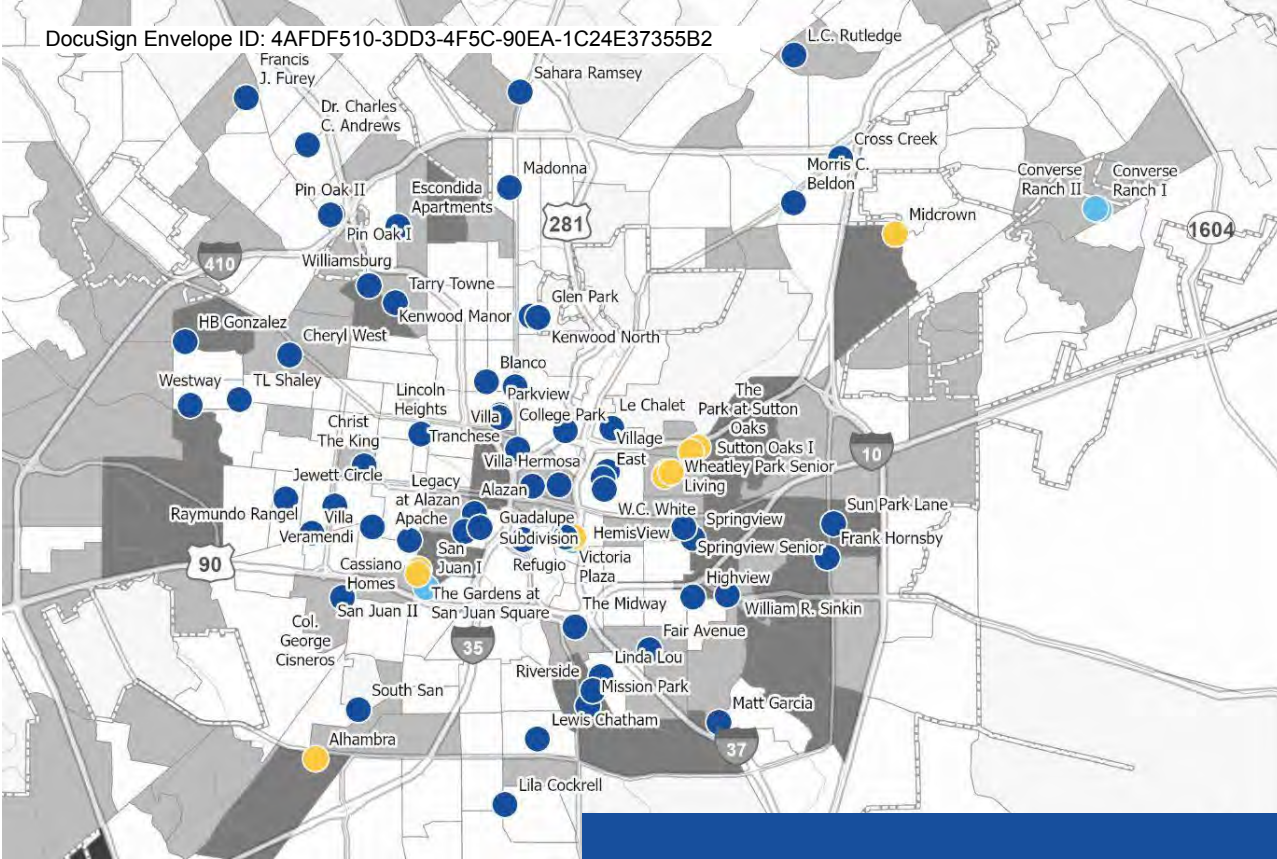 DocuSign Envelope ID: 4AFDF510-3DD3-4F5C-90EA-1C24E37355B2
L.C. Rutledge
Francis
J. Furey
Sahara Ramsey
Dr. Charles
C. Andrews
Cross Creek
Morris C.
Beldon
Madonna
Converse
Ranch II
Converse
Ranch I
Pin Oak II
Escondida
Apartments
Midcrown
281
1604
Pin Oak I
410
Williamsburg
Tarry Towne
Glen Park
Kenwood Manor
HB Gonzalez
Cheryl West
Kenwood North
Blanco
Westway
TL Shaley
Parkview
Lincoln
Heights
Le Chalet
The
Park at Sutton
Oaks
Villa
Tranchese
College Park
Christ
The King
Village
East
Sutton Oaks I
10
Villa Hermosa
Wheatley Park Senior
Living
Jewett Circle
Legacy
at Alazan
Apache
Alazan
Sun Park Lane
W.C. White
Raymundo Rangel
Villa
Veramendi
Guadalupe
Subdivision
HemisView
Springview
Frank Hornsby
Springview Senior
90
San
Juan I
Refugio
Victoria
Plaza
Cassiano
Homes
Highview
The Gardens at
San Juan Square
The Midway
William R. Sinkin
San Juan II
Col.
George
Cisneros
35
Fair Avenue
Linda Lou
Riverside
Mission Park
South San
Matt Garcia
Lewis Chatham
Alhambra
37
Lila Cockrell